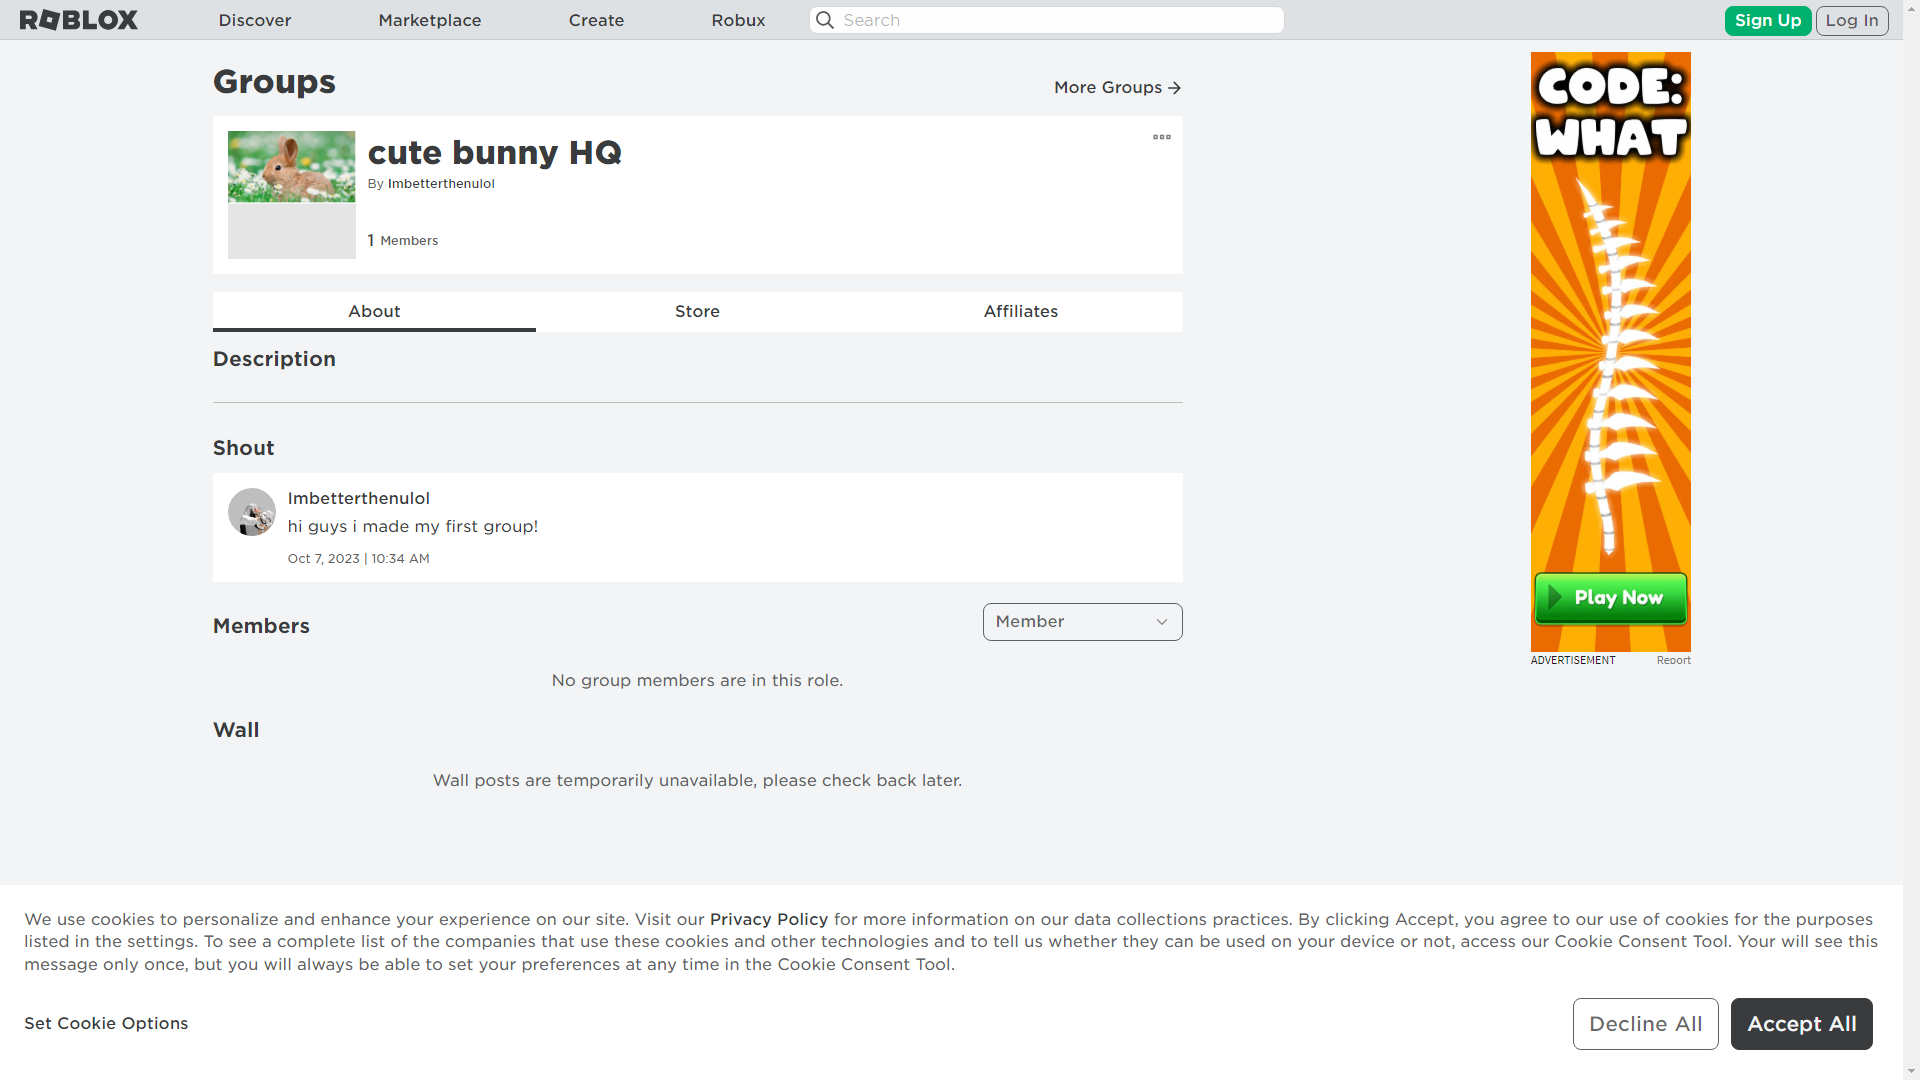 ROBLOX
Discover
Marketplace
Create
Robux
Search
Sign Up
Log In
Groups
More Groups
cute bunny HQ
By Imbetterthenulol
1 Members
About
Store
Affiliates
Description
Shout
Imbetterthenulol
hi guys i made my first group!
Oct 7, 2023 | 10:34 AM
Members
Member
No group members are in this role.
Wall
Wall posts are temporarily unavailable, please check back later.
CODE:
WHAT
Play Now
ADVERTISEMENT
Report
We use cookies to personalize and enhance your experience on our site. Visit our Privacy Policy for more information on our data collections practices. By clicking Accept, you agree to our use of cookies for the purposes
listed in the settings. To see a complete list of the companies that use these cookies and other technologies and to tell us whether they can be used on your device or not, access our Cookie Consent Tool. Your will see this
message only once, but you will always be able to set your preferences at any time in the Cookie Consent Tool.
Set Cookie Options
Decline All
Accept All